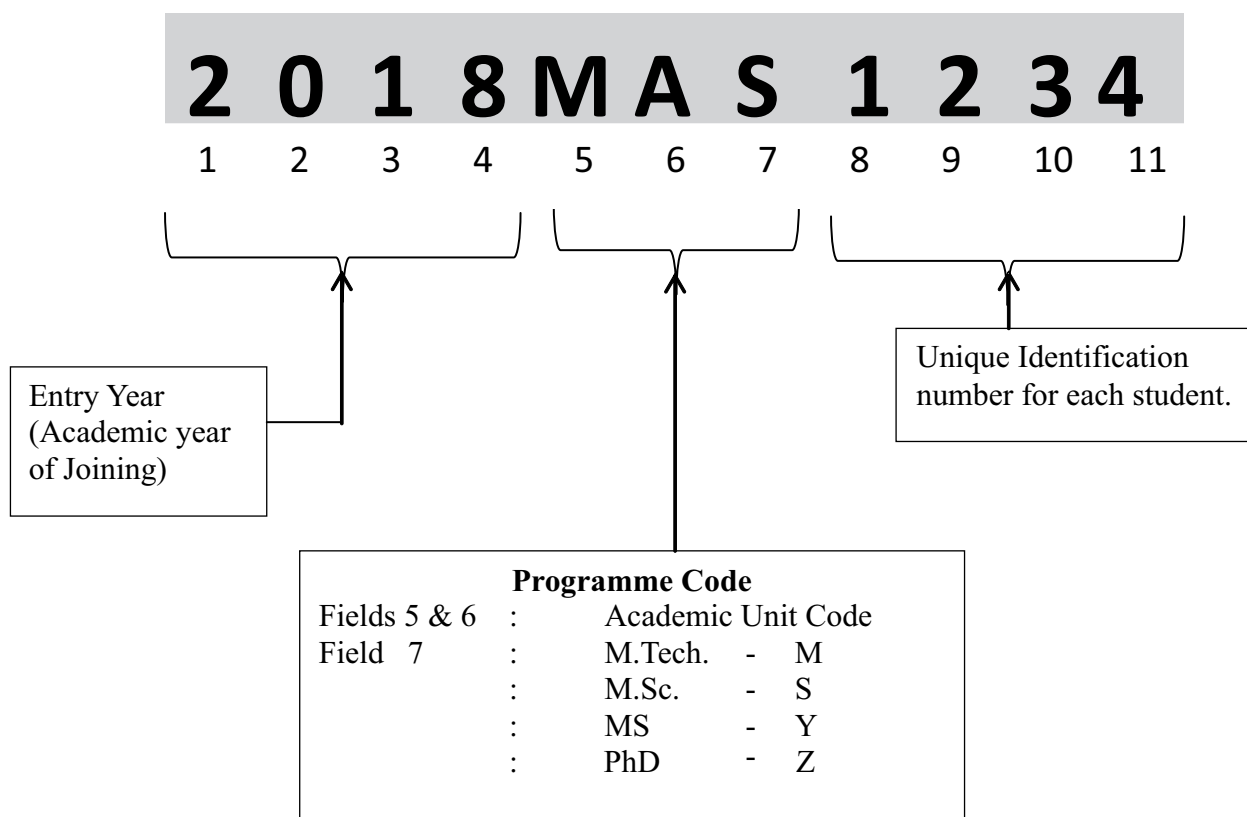 2 0 1 8 M A S 1 2 3 4
1 2 3 4 5 6 7 8 9 10 11
Entry Year
(Academic year
of Joining)
Unique Identification
number for each student.
Programme Code
Fields 5 & 6 : Academic Unit Code
Field 7 : M.Tech. - M
: M.Sc. - S
: MS - Y
: PhD - Z